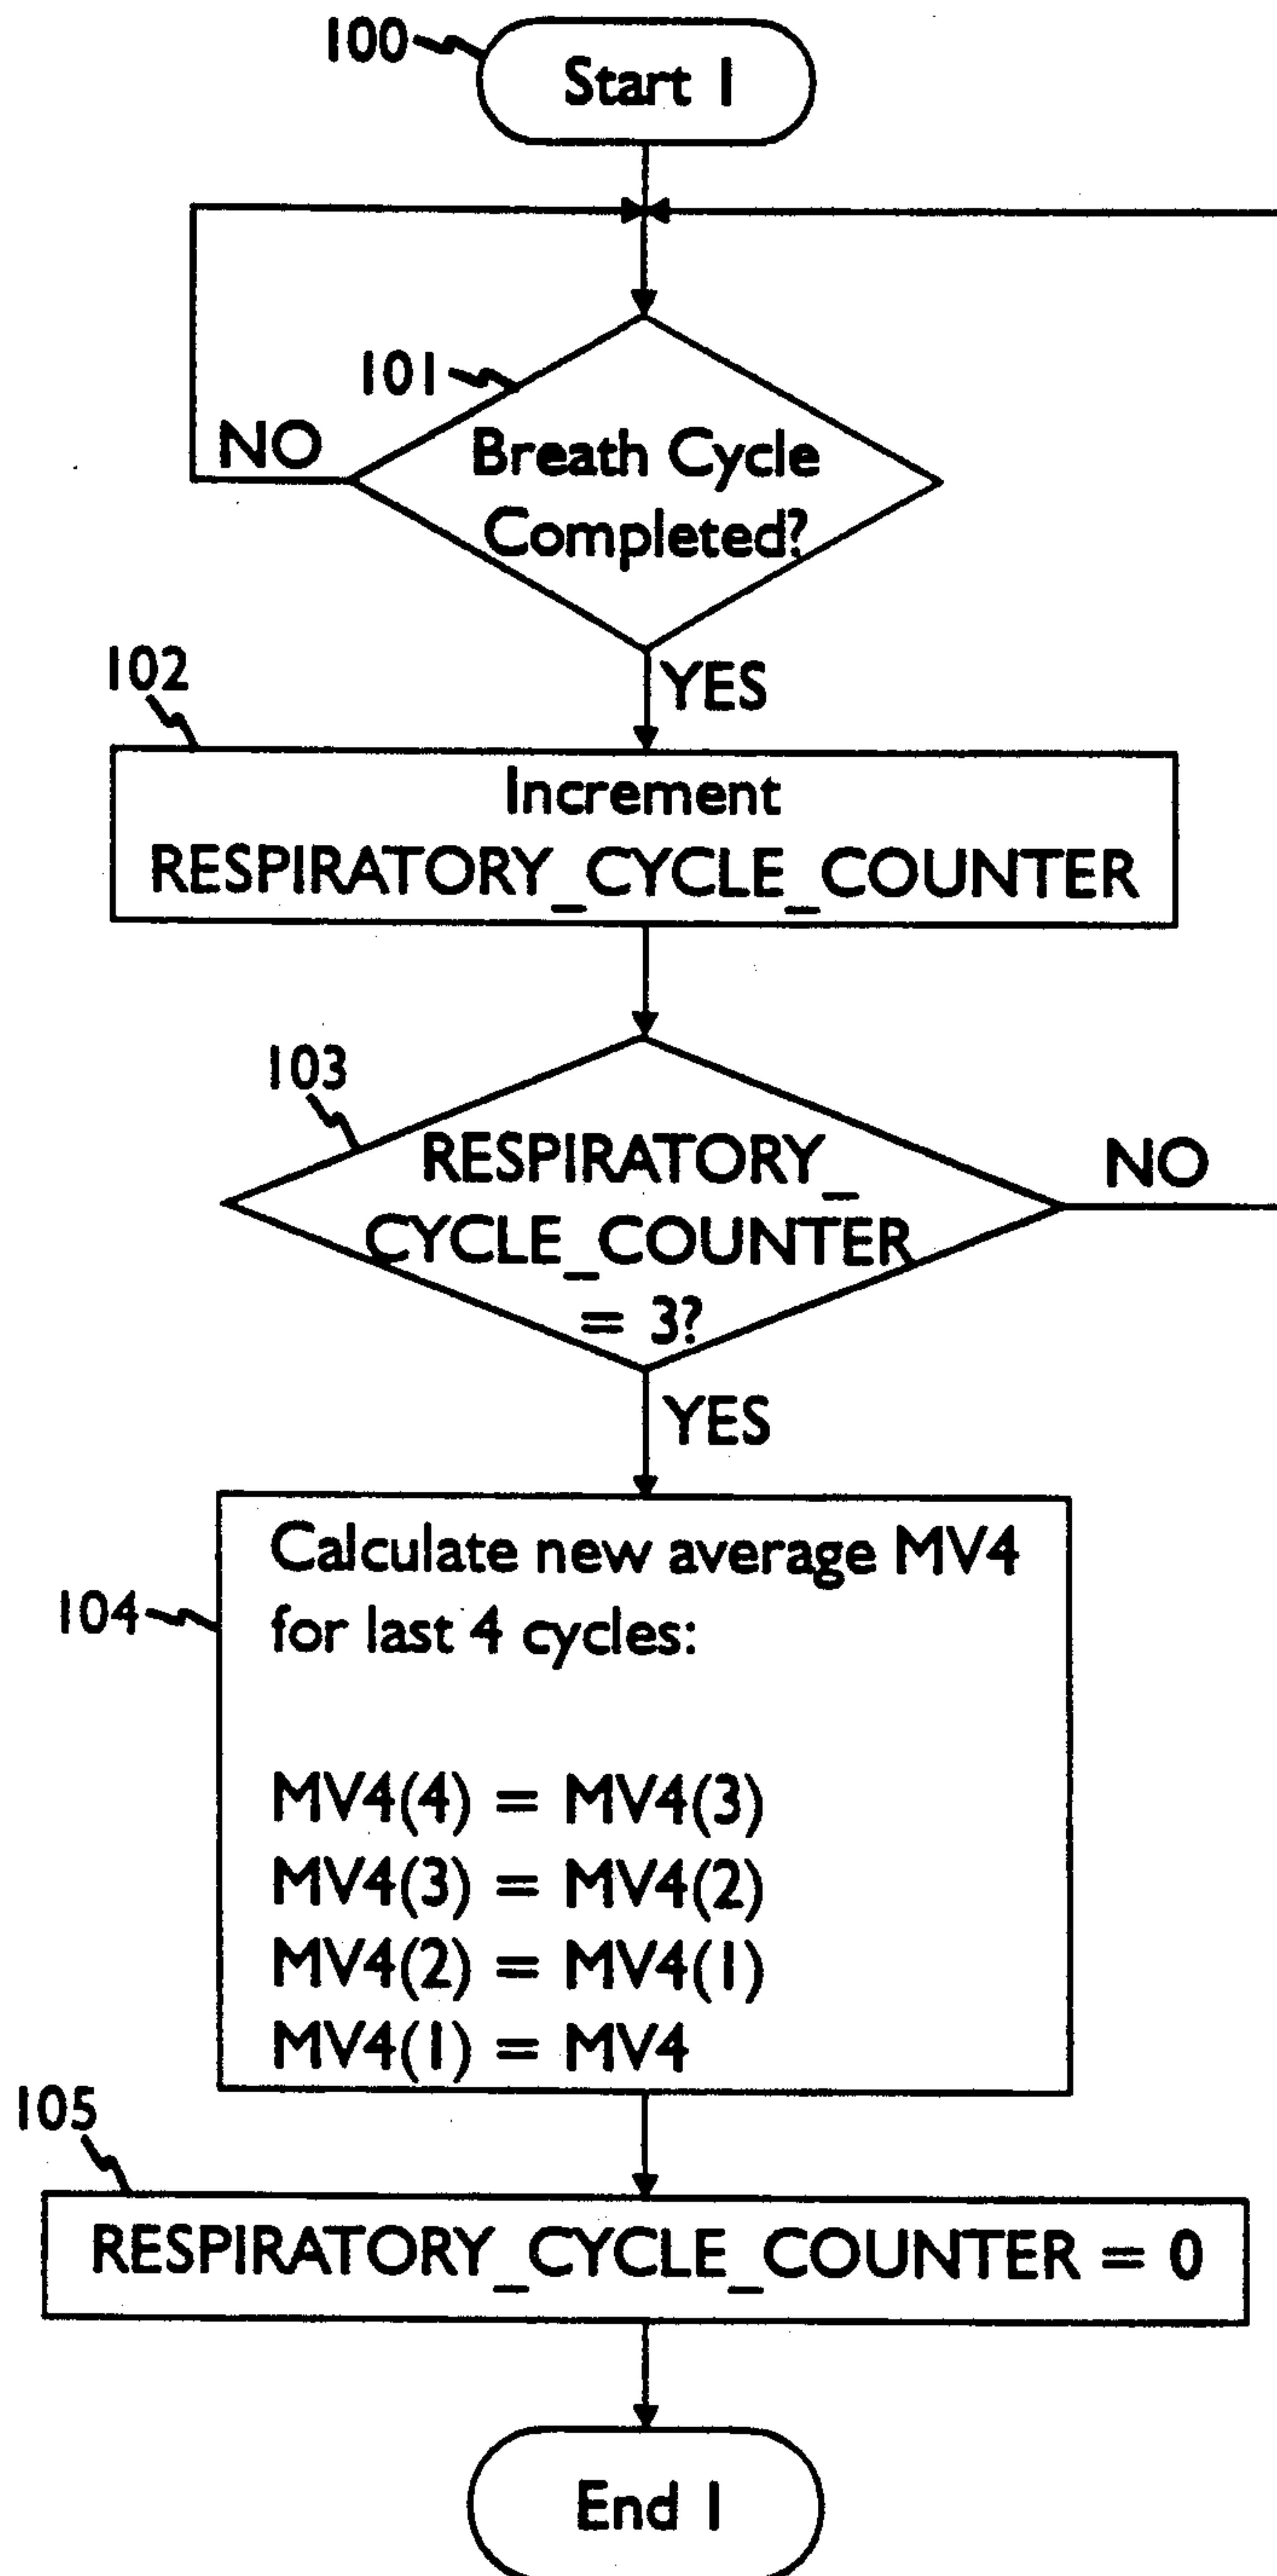 100
Start 1
101
NO
Breath Cycle
Completed?
YES
102
Increment
RESPIRATORY_CYCLE_COUNTER
103
RESPIRATORY_
CYCLE_COUNTER
= 3?
NO
YES
104
Calculate new average MV4
for last 4 cycles:
MV4(4) = MV4(3)
MV4(3) = MV4(2)
MV4(2) = MV4(1)
MV4(1) = MV4
105
RESPIRATORY_CYCLE_COUNTER = 0
End 1